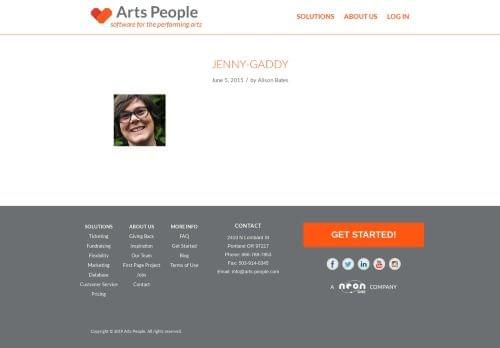 Arts People
software for the performing arts
SOLUTIONS ABOUT US LOG IN
JENNY-GADDY
June 5, 2015 / by Alison Bates
SOLUTIONS
Ticketing
Fundraising
Flexibility
Marketing
Database
Customer Service
Pricing
ABOUT US
Giving Back
Inspiration
Our Team
First Page Project
Jobs
Contact
MORE INFO
FAQ
Get Started
Blog
Terms of Use
CONTACT
2410 N Lombard St
Portland OR 97217
Phone: 866-788-7853
Fax: 503-914-0345
Email: info@arts-people.com
GET STARTED!
A neon one COMPANY
Copyright © 2019 Arts People. All rights reserved.